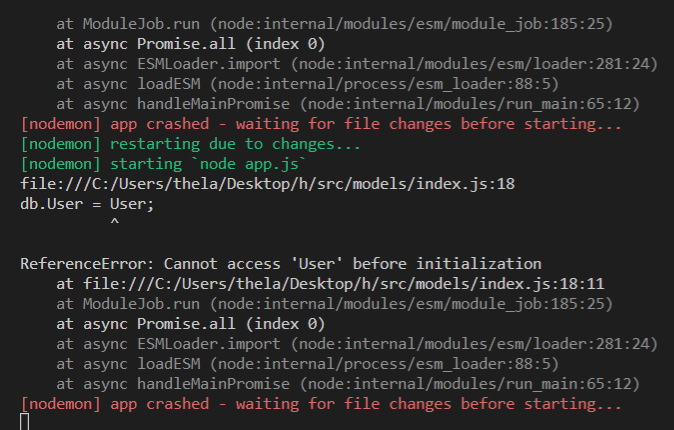 at ModuleJob.run (node:internal/modules/esm/module_job:185:25)
at async Promise.all (index 0)
at async ESMLoader.import (node:internal/modules/esm/loader:281:24)
at async loadESM (node:internal/process/esm_loader:88:5)
at async handleMainPromise (node:internal/modules/run_main:65:12)
[nodemon] app crashed - waiting for file changes before starting...
[nodemon] restarting due to changes...
[nodemon] starting `node app.js`
file:///C:/Users/thela/Desktop/h/src/models/index.js:18
db.User = User;
^
ReferenceError: Cannot access 'User' before initialization
at file:///C:/Users/thela/Desktop/h/src/models/index.js:18:11
at ModuleJob.run (node:internal/modules/esm/module_job:185:25)
at async Promise.all (index 0)
at async ESMLoader.import (node:internal/modules/esm/loader:281:24)
at async loadESM (node:internal/process/esm_loader:88:5)
at async handleMainPromise (node:internal/modules/run_main:65:12)
[nodemon] app crashed - waiting for file changes before starting...